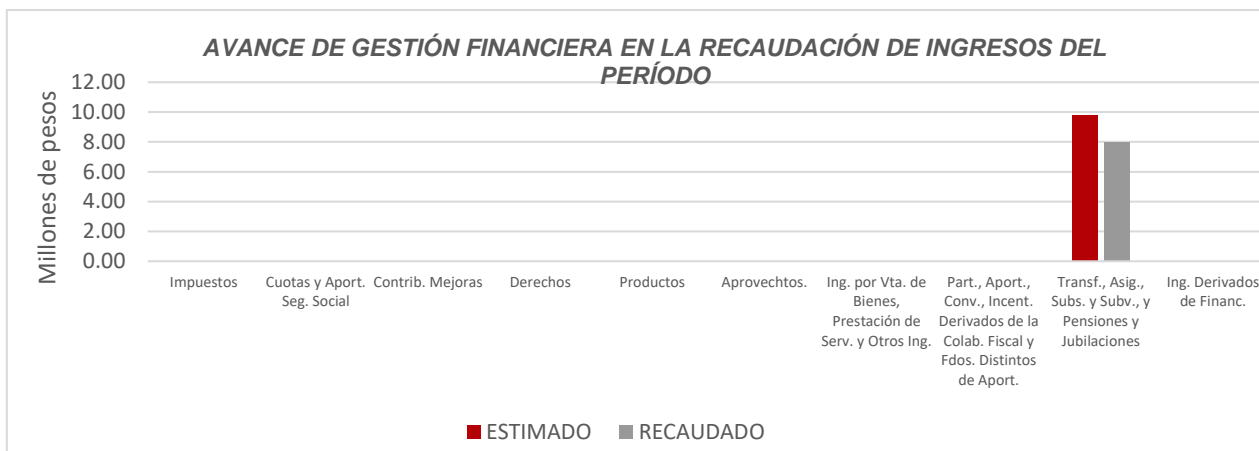 AVANCE DE GESTIÓN FINANCIERA EN LA RECAUDACIÓN DE INGRESOS DEL
PERÍODO
Millones de pesos
12.00
10.00
8.00
6.00
4.00
2.00
0.00
Impuestos
Cuotas y Aport.
Seg. Social
Contrib. Mejoras
Derechos
Productos
Aprovechtos.
Ing. por Vta. de
Bienes,
Prestación de
Serv. y Otros Ing.
Part., Aport.,
Conv., Incent.
Derivados de la
Colab. Fiscal y
Fdos. Distintos
de Aport.
Transf., Asig.,
Subs. y Subv., y
Pensiones y
Jubilaciones
Ing. Derivados
de Financ.
ESTIMADO
RECAUDADO